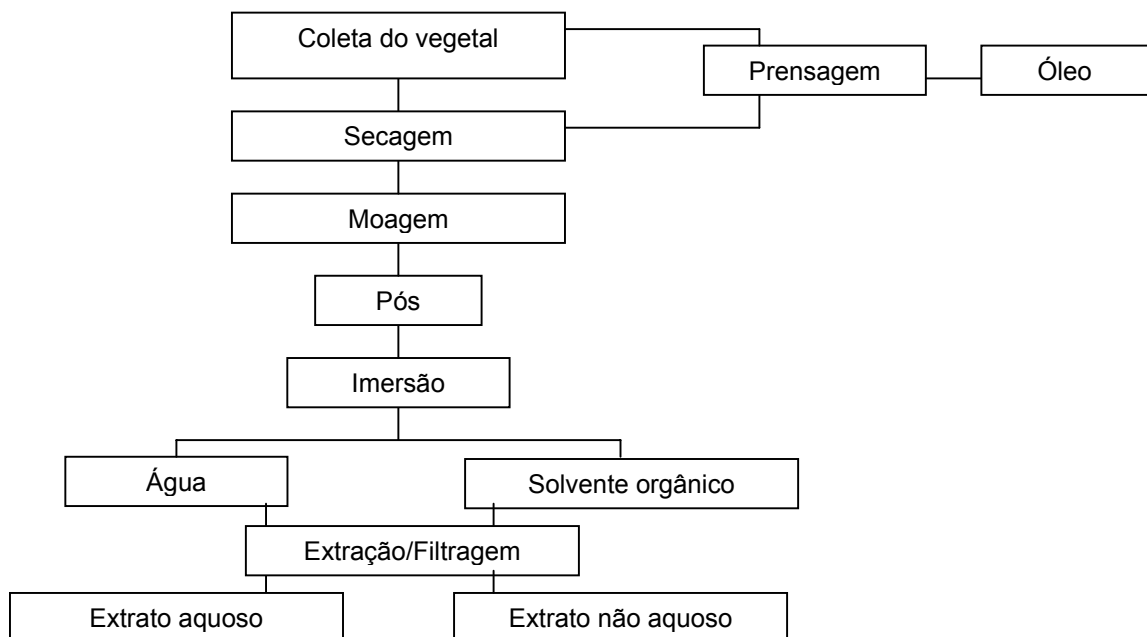 Coleta do vegetal
Prensagem
Óleo
Secagem
Moagem
Pós
Imersão
Água
Solvente orgânico
Extração/Filtragem
Extrato aquoso
Extrato não aquoso